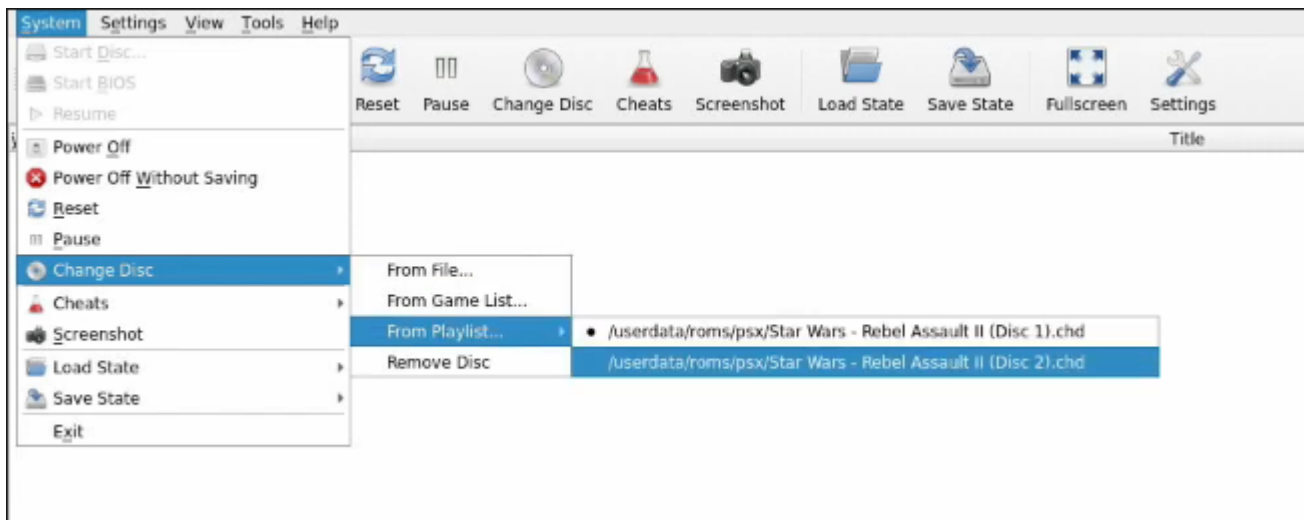 System Settings View Tools Help
Start Disc...
Start BIOS
Resume
Power Off
Power Off Without Saving
Reset
Pause
Change Disc
Cheats
Screenshot
Load State
Save State
Exit
Reset Pause Change Disc Cheats Screenshot Load State Save State Fullscreen Settings
Title
From File...
From Game List...
From Playlist...
Remove Disc
/userdata/roms/psx/Star Wars - Rebel Assault II (Disc 1).chd
/userdata/roms/psx/Star Wars - Rebel Assault II (Disc 2).chd